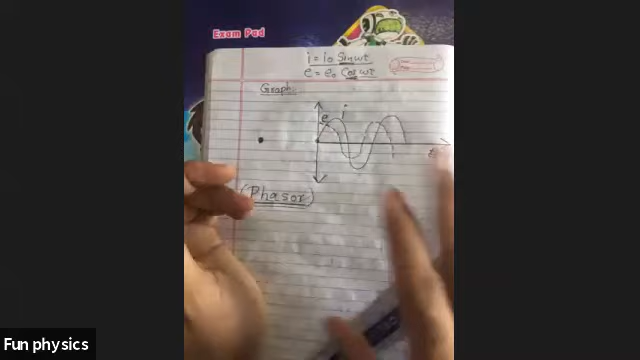 Exam Pad
i = i₀ Sinωt
e = e₀ Cosωt
Graph:
e i
(Phasor)
Fun physics